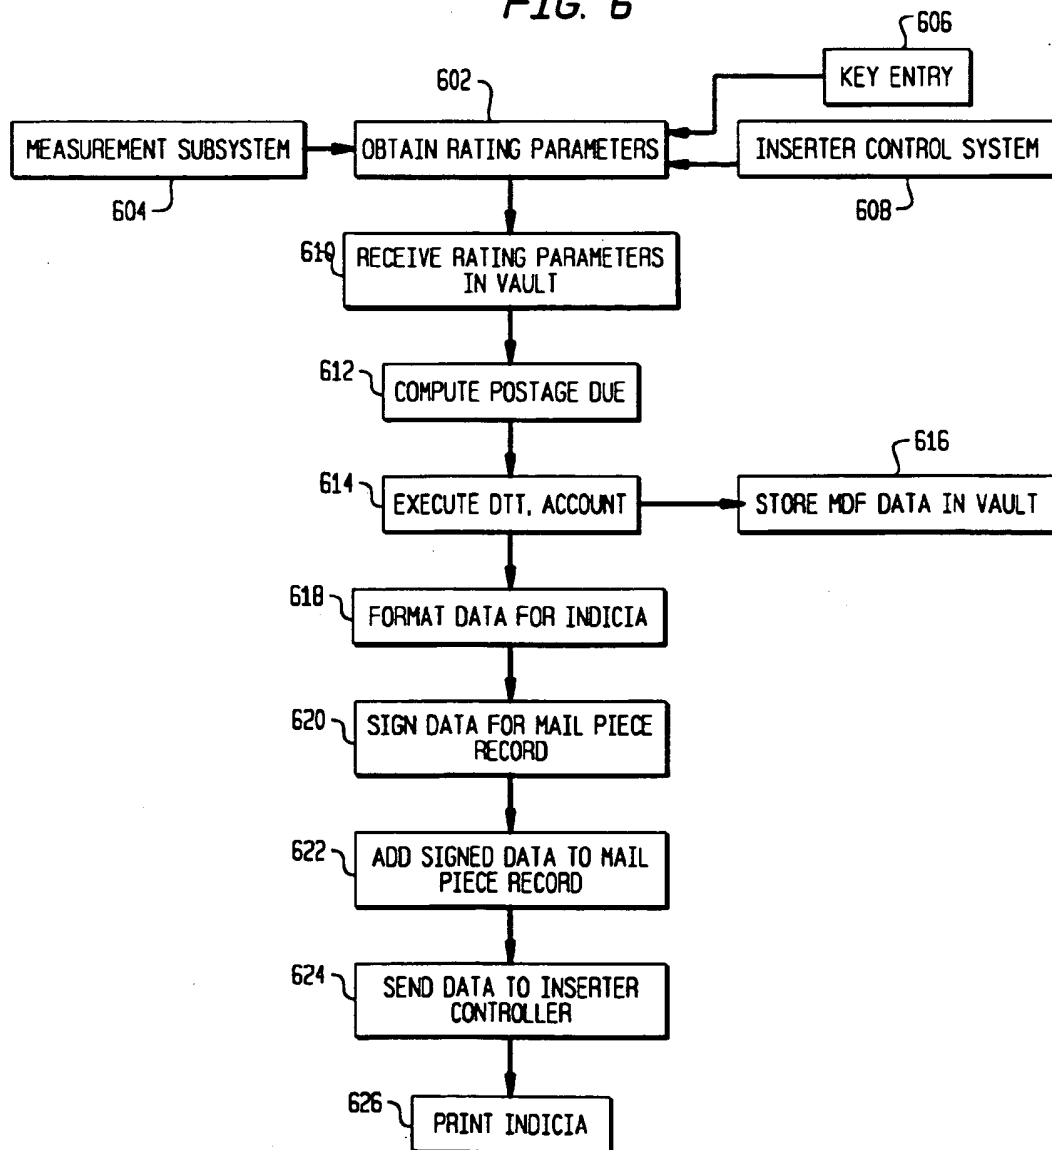 FIG. 6
606
KEY ENTRY
602
MEASUREMENT SUBSYSTEM
OBTAIN RATING PARAMETERS
INSERTER CONTROL SYSTEM
604
608
610
RECEIVE RATING PARAMETERS
IN VAULT
612
COMPUTE POSTAGE DUE
616
614
EXECUTE DTT, ACCOUNT
STORE MDF DATA IN VAULT
618
FORMAT DATA FOR INDICIA
620
SIGN DATA FOR MAIL PIECE
RECORD
622
ADD SIGNED DATA TO MAIL
PIECE RECORD
624
SEND DATA TO INSERTER
CONTROLLER
626
PRINT INDICIA